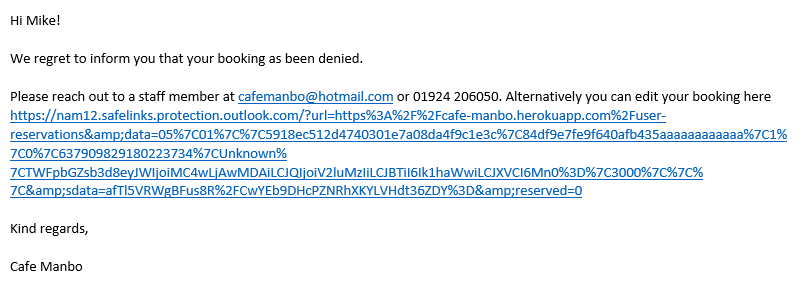 Hi Mike!
We regret to inform you that your booking as been denied.
Please reach out to a staff member at cafemanbo@hotmail.com or 01924 206050. Alternatively you can edit your booking here
https://nam12.safelinks.protection.outlook.com/?url=https%3A%2F%2Fcafe-manbo.herokuapp.com%2Fuser-
reservations&amp;data=05%7C01%7C%7C5918ec512d4740301e7a08da4f9c1e3c%7C84df9e7fe9f640afb435aaaaaaaaaaaa%7C1%
7C0%7C637909829180223734%7CUnknown%
7CTWFpbGZsb3d8eyJWIjoiMC4wLjAwMDAiLCJQIjoiV2luMzIiLCJBTiI6Ik1haWwiLCJXVCI6Mn0%3D%7C3000%7C%7C%
7C&amp;sdata=afTl5VRWgBFus8R%2FCwYEb9DHcPZNRhXKYLVHdt36ZDY%3D&amp;reserved=0
Kind regards,
Cafe Manbo